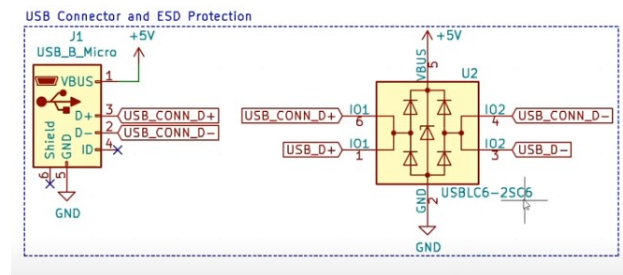 USB Connector and ESD Protection
J1
USB_B_Micro
+5V
VBUS
1
D+
3
USB_CONN_D+
D-
2
USB_CONN_D-
ID
4
Shield
GND
6
5
GND
+5V
VBUS
5
U2
USB_CONN_D+
IO1
6
IO2
4
USB_CONN_D-
USB_D+
IO1
1
IO2
3
USB_D-
GND
2
USBLC6-2SC6
GND